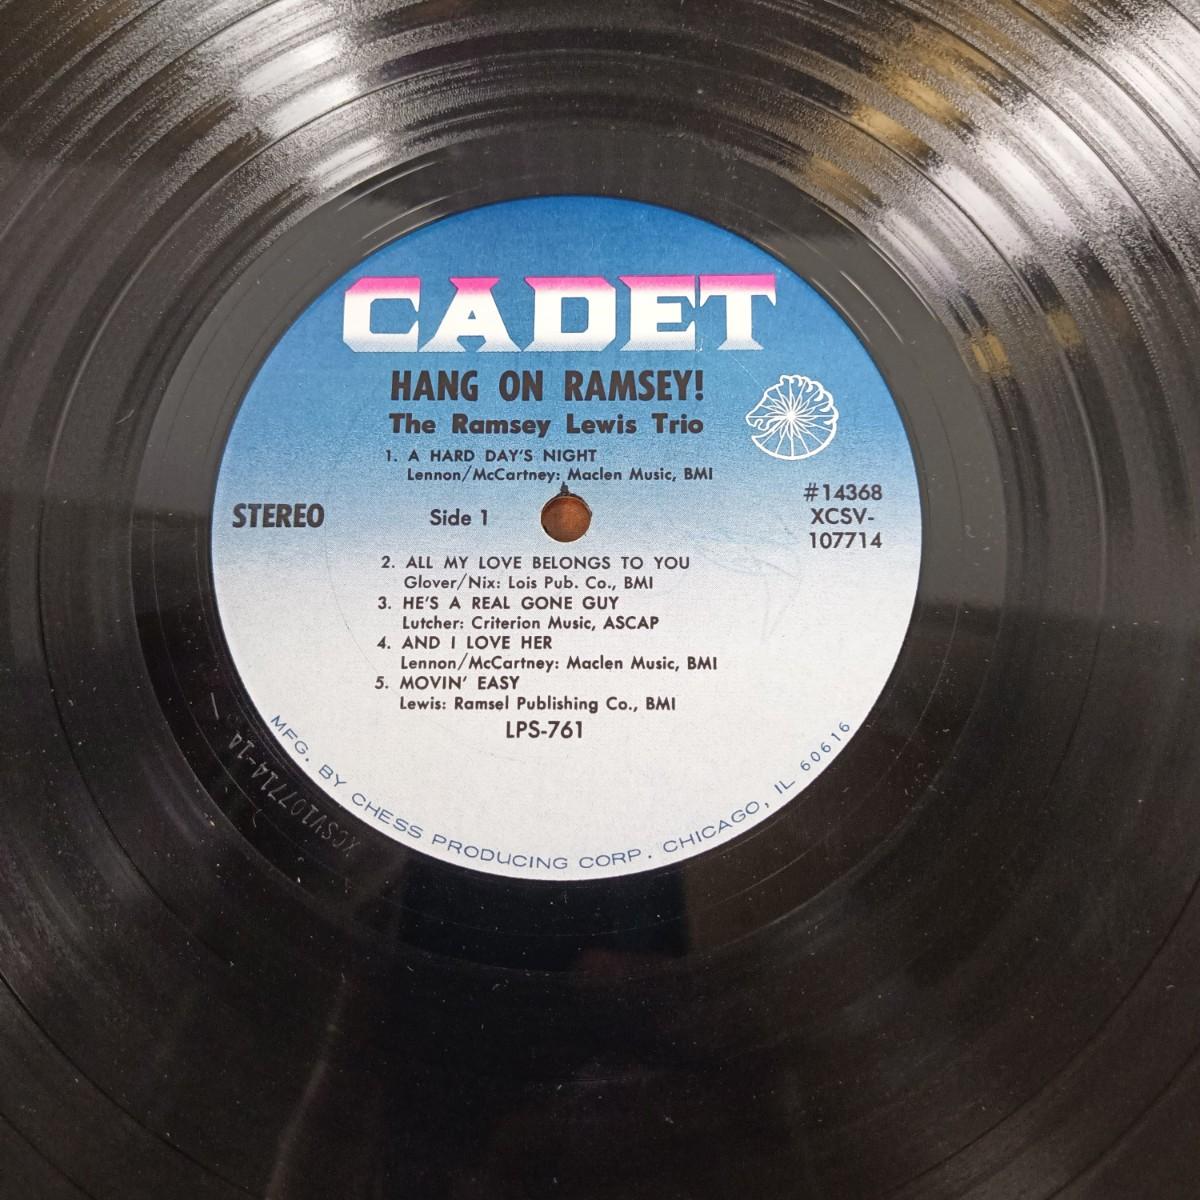 CADET
HANG ON RAMSEY!
The Ramsey Lewis Trio
1. A HARD DAY'S NIGHT
Lennon/McCartney: Maclen Music, BMI
STEREO
Side 1
#14368
XCSV-
107714
2. ALL MY LOVE BELONGS TO YOU
Glover/Nix: Lois Pub. Co., BMI
3. HE'S A REAL GONE GUY
Lutcher: Criterion Music, ASCAP
4. AND I LOVE HER
Lennon/McCartney: Maclen Music, BMI
5. MOVIN' EASY
Lewis: Ramsel Publishing Co., BMI
LPS-761
MFG. BY CHESS PRODUCING CORP. CHICAGO, IL 60616
XCSV107714-1A